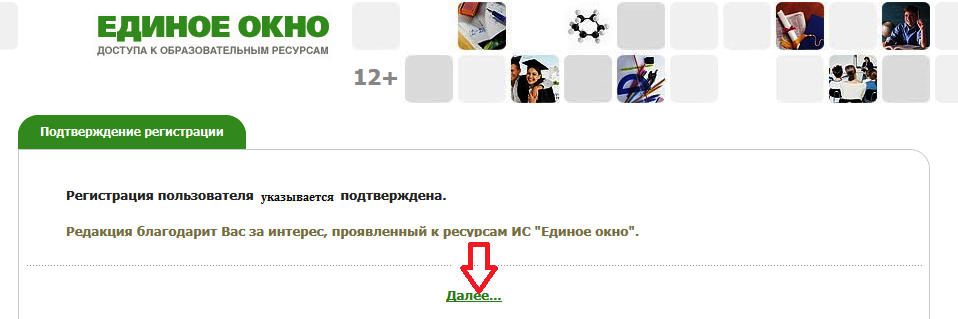 ЕДИНОЕ ОКНО
ДОСТУПА К ОБРАЗОВАТЕЛЬНЫМ РЕСУРСАМ
12+
Подтверждение регистрации
Регистрация пользователя указывается подтверждена.
Редакция благодарит Вас за интерес, проявленный к ресурсам ИС "Единое окно".
Далее...